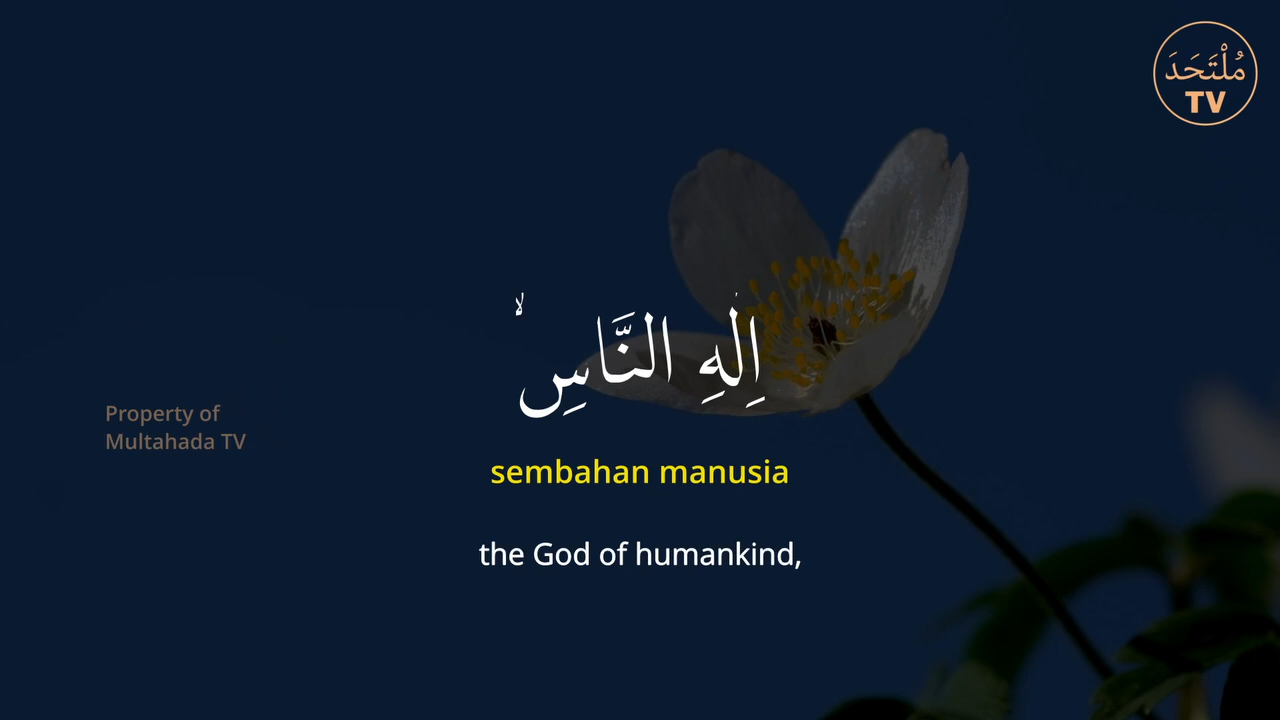 مُلْتَحَدَ
TV
اِلٰهِ النَّاسِۙ
Property of
Multahada TV
sembahan manusia
the God of humankind,